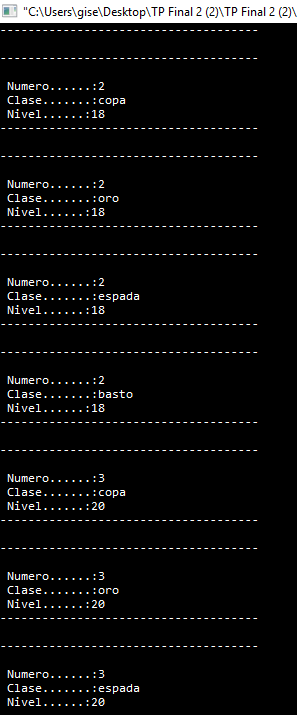 "C:\Users\gise\Desktop\TP Final 2 (2)\TP Final 2 (2)\
-------------------------------------
-------------------------------------
Numero......:2
Clase.......:copa
Nivel......:18
-------------------------------------
-------------------------------------
Numero......:2
Clase.......:oro
Nivel......:18
-------------------------------------
-------------------------------------
Numero......:2
Clase.......:espada
Nivel......:18
-------------------------------------
-------------------------------------
Numero......:2
Clase.......:basto
Nivel......:18
-------------------------------------
-------------------------------------
Numero......:3
Clase.......:copa
Nivel......:20
-------------------------------------
-------------------------------------
Numero......:3
Clase.......:oro
Nivel......:20
-------------------------------------
-------------------------------------
Numero......:3
Clase.......:espada
Nivel......:20